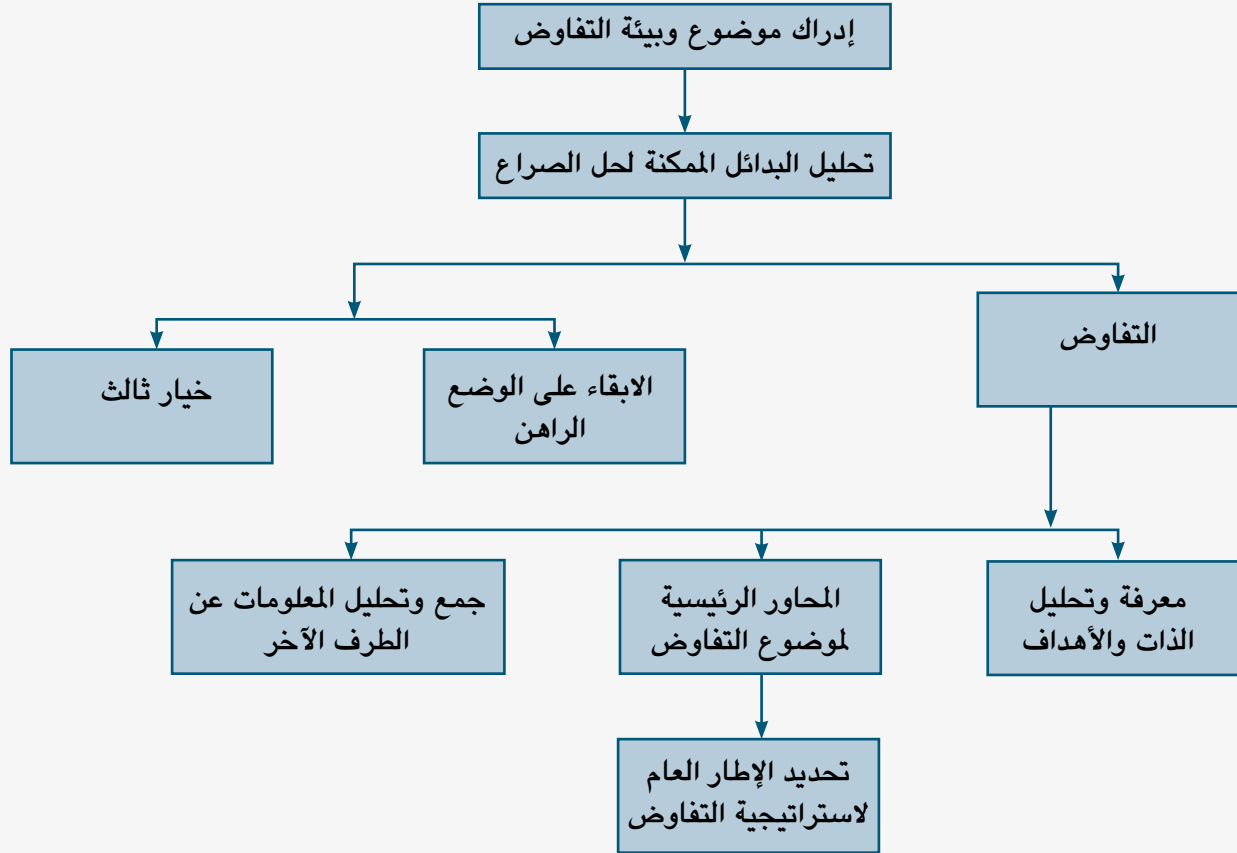 إدراك موضوع وبيئة التفاوض
تحليل البدائل الممكنة لحل الصراع
التفاوض
الابقاء على الوضع
الراهن
خيار ثالث
معرفة وتحليل
الذات والأهداف
المحاور الرئيسية
لموضوع التفاوض
جمع وتحليل المعلومات عن
الطرف الآخر
تحديد الإطار العام
لاستراتيجية التفاوض